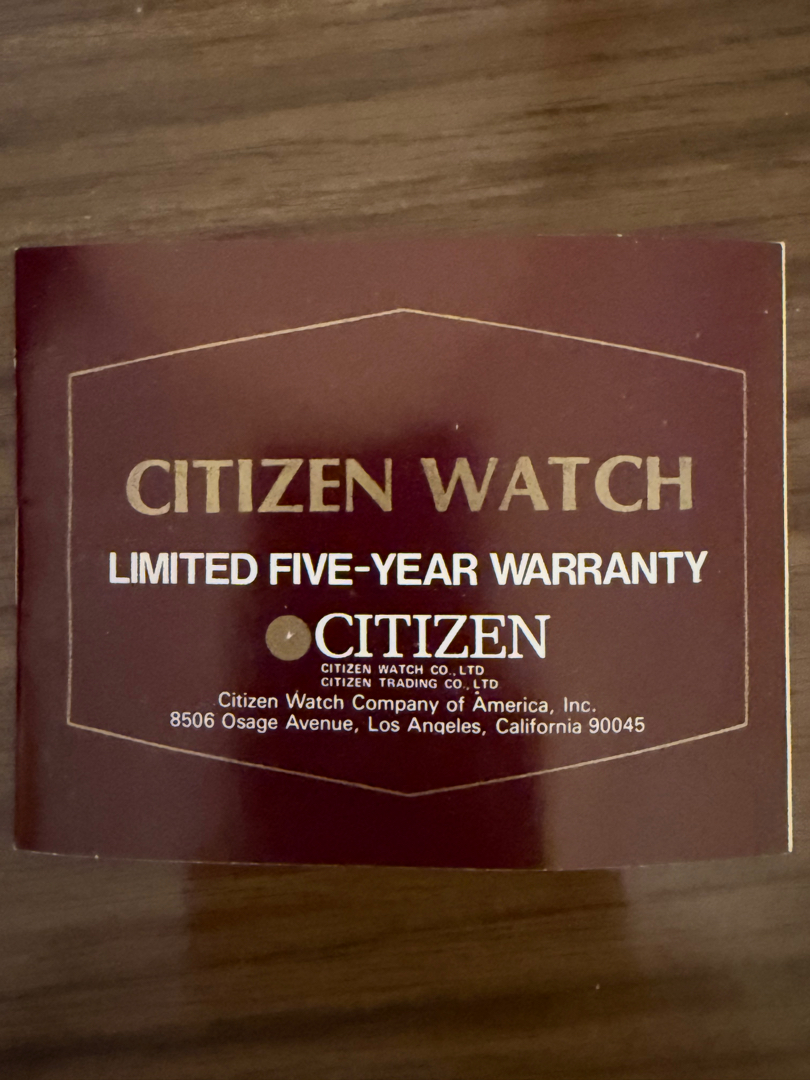 CITIZEN WATCH
LIMITED FIVE-YEAR WARRANTY
CITIZEN
CITIZEN WATCH CO., LTD
CITIZEN TRADING CO., LTD
Citizen Watch Company of America, Inc.
8506 Osage Avenue, Los Angeles, California 90045